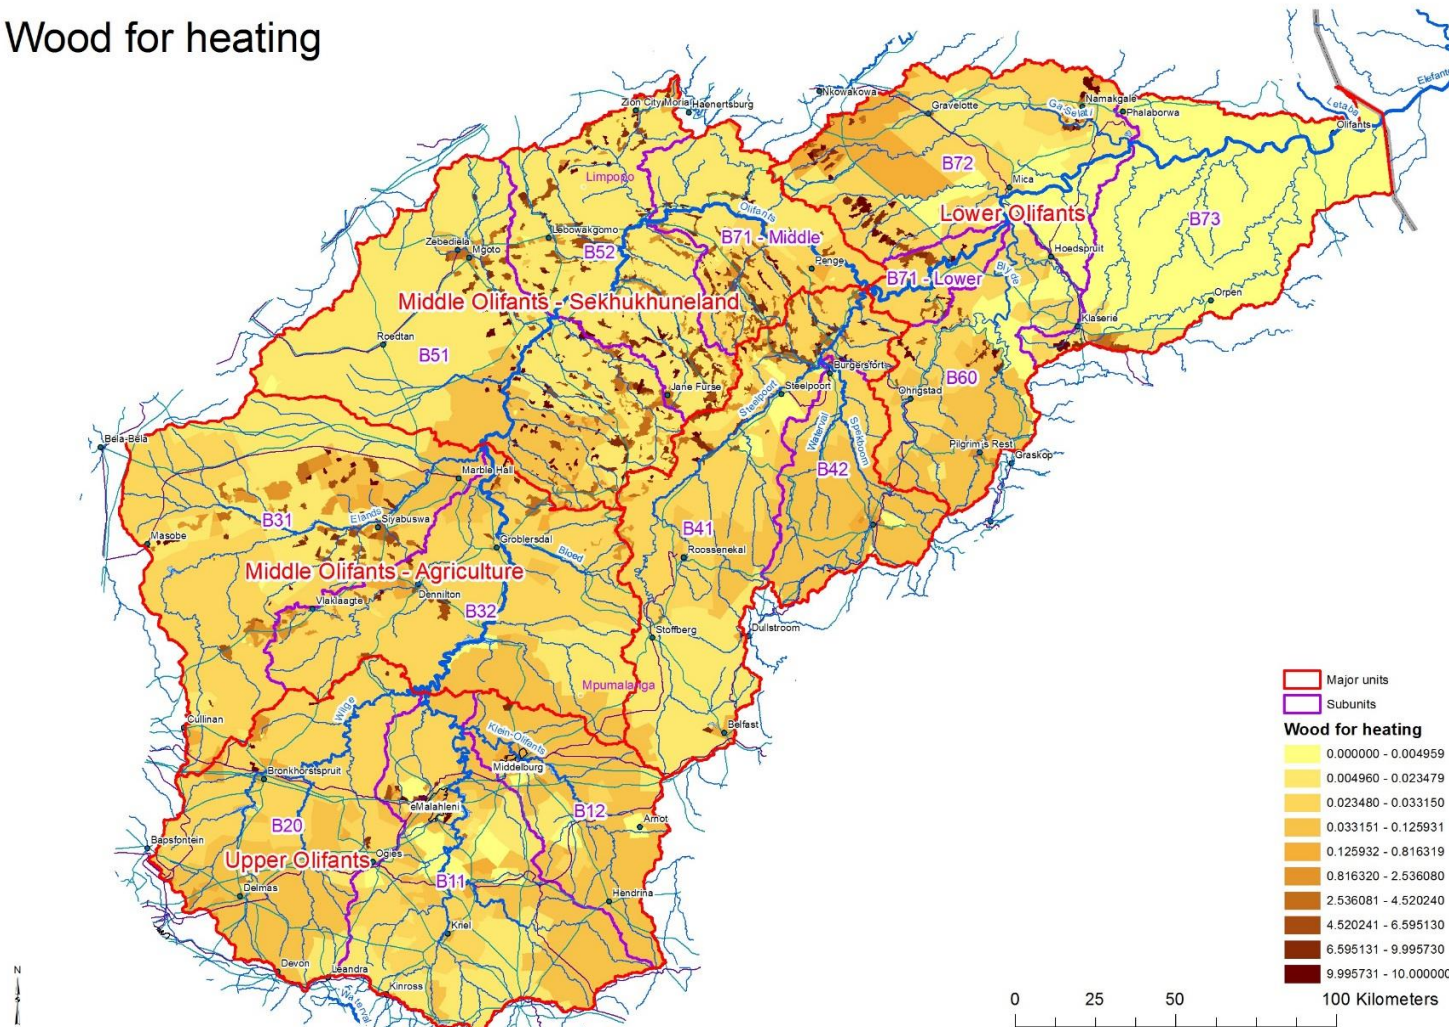 Wood for heating
Zion City Moria
Haenertsburg
Nkowakowa
Gravelotte
Ga-Selati
Namakgale
Phalaborwa
Letaba
Olifants
Limpopo
B72
Mica
Lower Olifants
B73
Olifants
B71 - Middle
Lebowakgomo
B52
Zebediela
Mgoto
Penge
Hoedspruit
B71 - Lower
Blyde
Orpen
Middle Olifants - Sekhukhuneland
Klaserie
Roedtan
B51
Burgersfort
Steelpoort
Steelpoort
Jane Furse
B60
Ohrigstad
Waterval
Spekboom
Bela-Bela
Pilgrim's Rest
Graskop
Marble Hall
B42
B31
Elands
Siyabuswa
Masobe
B41
Roossenekal
Groblersdal
Bloed
Middle Olifants - Agriculture
Vlaklaagte
Dennilton
B32
Stoffberg
Dullstroom
Mpumalanga
Wilge
Cullinan
Klein-Olifants
Belfast
Middelburg
Bronkhorstspruit
eMalahleni
B12
Arnot
B20
Bapsfontein
Upper Olifants
Ogies
B11
Delmas
Hendrina
Kriel
Devon
Leandra
Kinross
Waterval
N
Major units
Subunits
Wood for heating
0.000000 - 0.004959
0.004960 - 0.023479
0.023480 - 0.033150
0.033151 - 0.125931
0.125932 - 0.816319
0.816320 - 2.536080
2.536081 - 4.520240
4.520241 - 6.595130
6.595131 - 9.995730
9.995731 - 10.000000
0 25 50 100 Kilometers